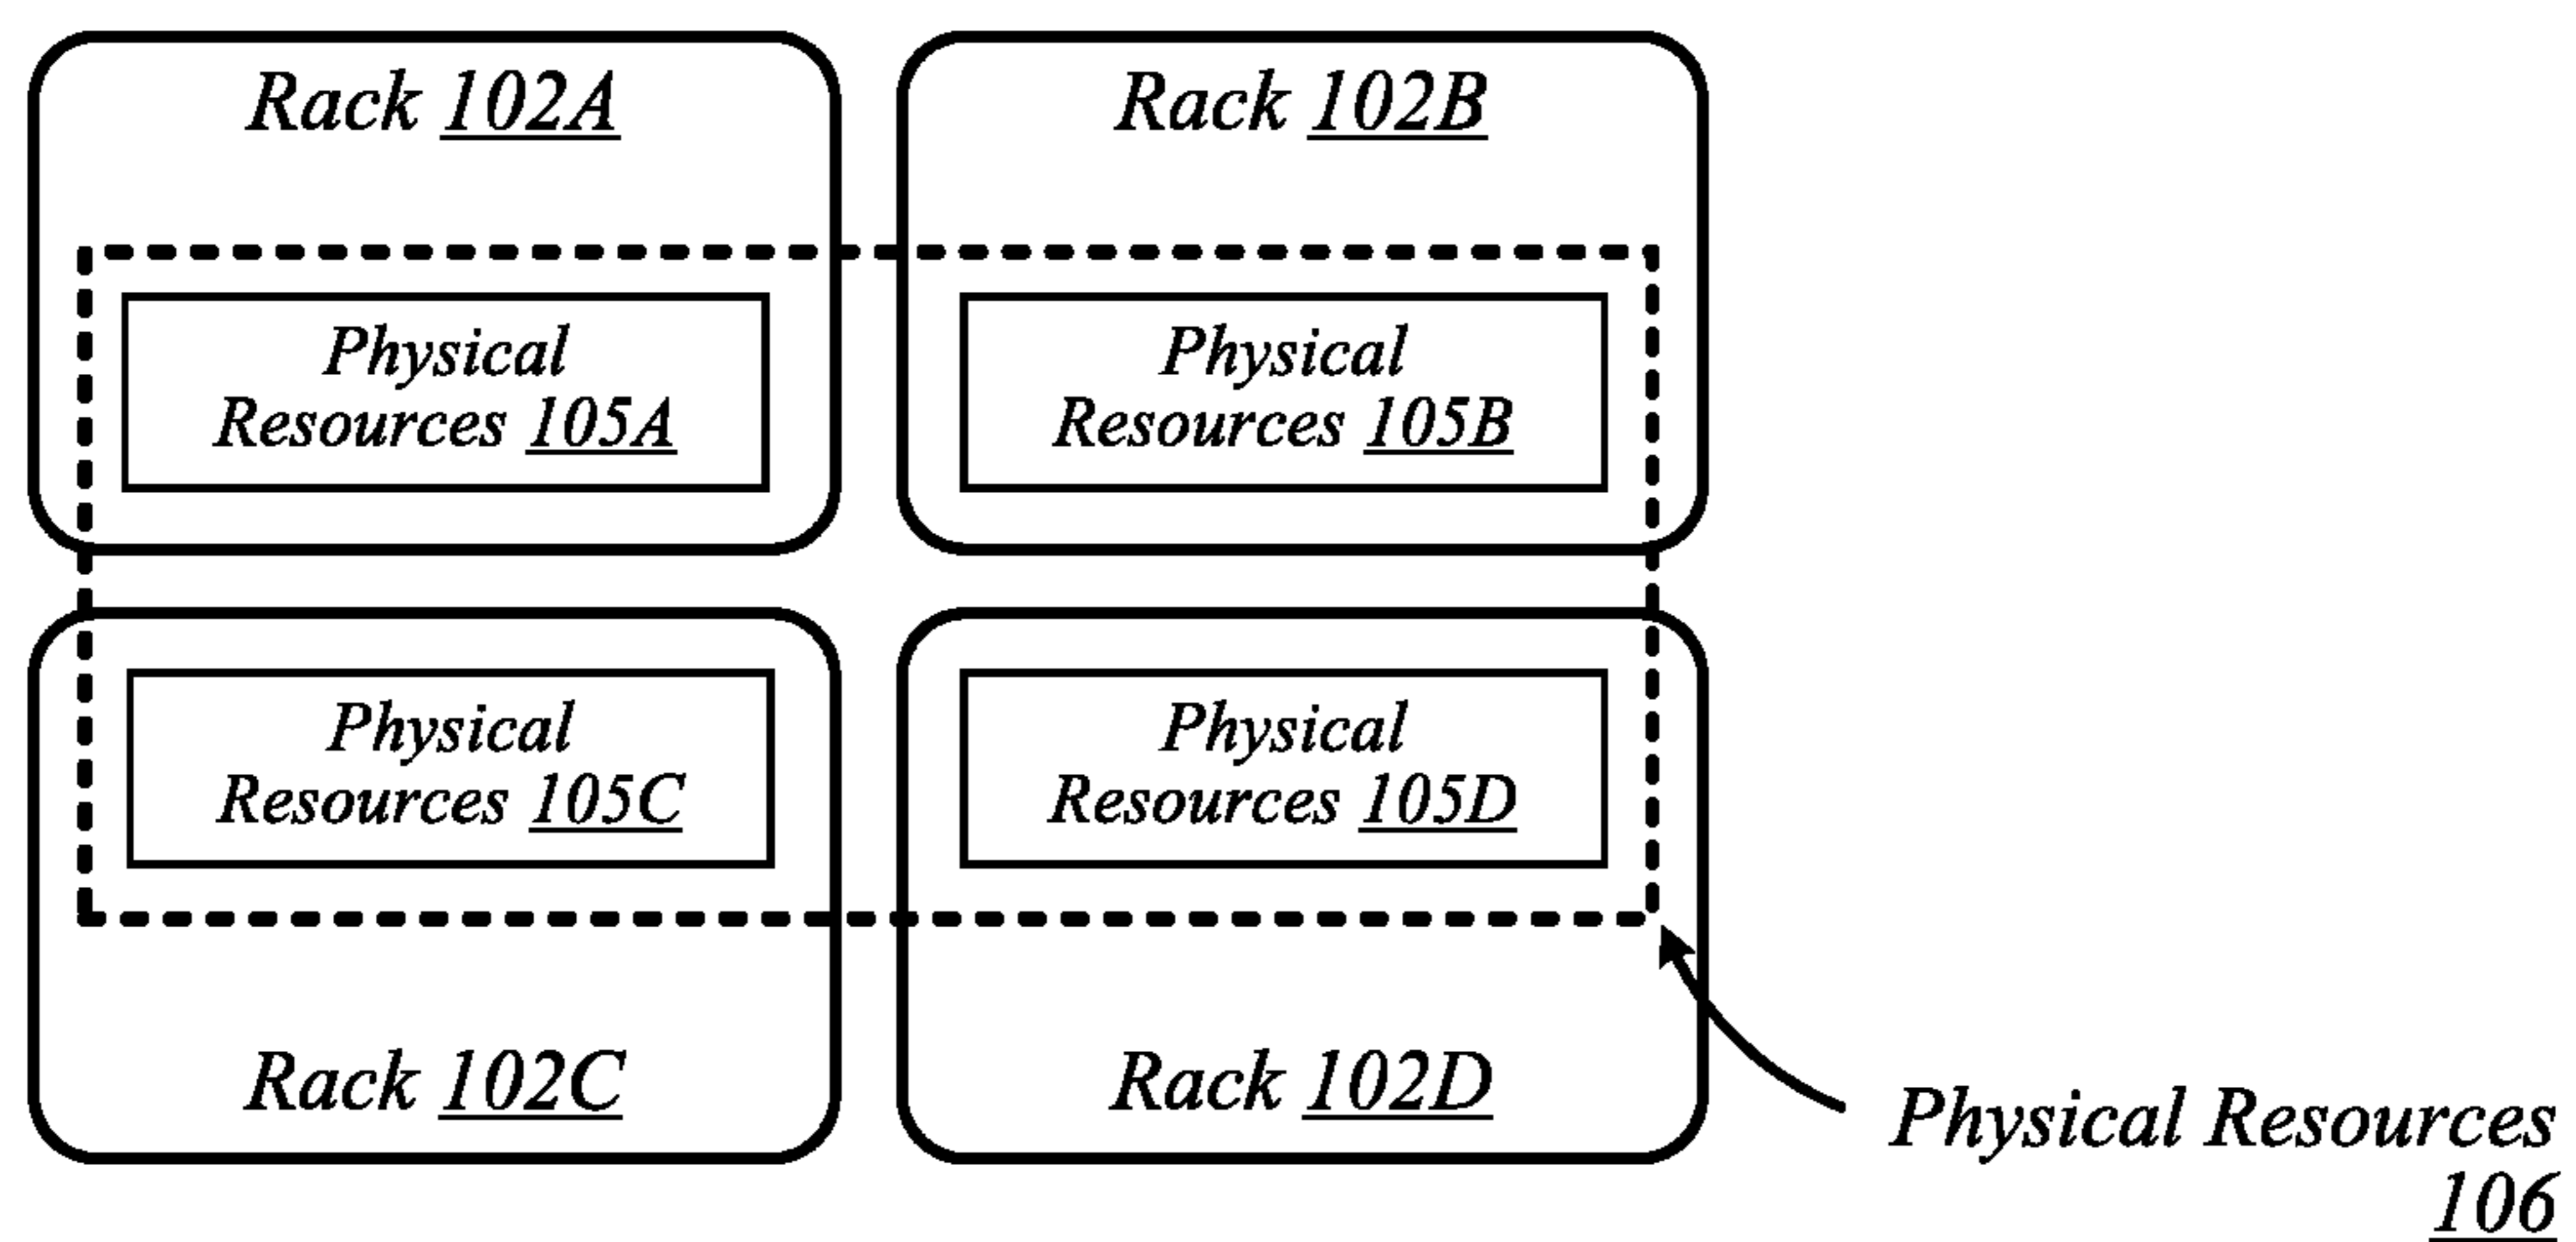 Rack 102A
Rack 102B
Physical
Resources 105A
Physical
Resources 105B
Physical
Resources 105C
Physical
Resources 105D
Rack 102C
Rack 102D
Physical Resources
106